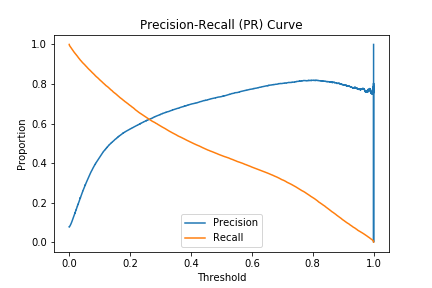 Precision-Recall (PR) Curve
1.0
0.8
0.6
0.4
0.2
0.0
Proportion
Precision
Recall
0.0 0.2 0.4 0.6 0.8 1.0
Threshold